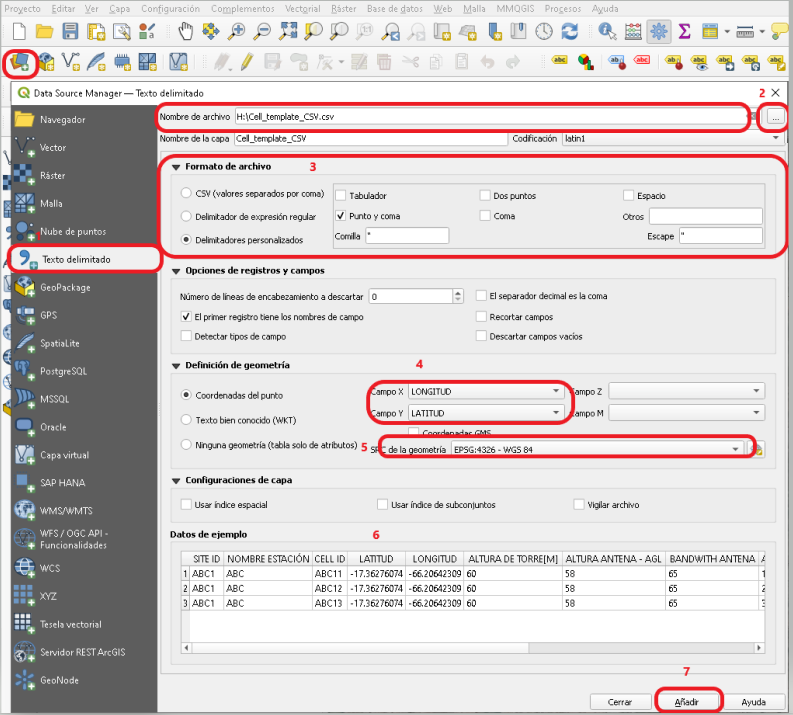 Proyecto Editar Ver Capa Configuración Complementos Vectorial Ráster Base de datos Web Malla MMQGIS Procesos Ayuda
Data Source Manager — Texto delimitado
2
Navegador
Vector
Ráster
Malla
Nube de puntos
Texto delimitado
GeoPackage
GPS
SpatiaLite
PostgreSQL
MSSQL
Oracle
Capa virtual
SAP HANA
WMS/WMTS
WFS / OGC API -
Funcionalidades
WCS
XYZ
Tesela vectorial
Servidor REST ArcGIS
GeoNode
Nombre de archivo H:\Cell_template_CSV.csv ...
Nombre de la capa Cell_template_CSV Codificación latin1
Formato de archivo 3
CSV (valores separados por coma) Tabulador Dos puntos Espacio
Delimitador de expresión regular Punto y coma Coma Otros
Delimitadores personalizados Comilla " Escape "
Opciones de registros y campos
Número de líneas de encabezamiento a descartar 0 El separador decimal es la coma
El primer registro tiene los nombres de campo Recortar campos
Detectar tipos de campo Descartar campos vacíos
Definición de geometría 4
Coordenadas del punto Campo X LONGITUD Campo Z
Texto bien conocido (WKT) Campo Y LATITUD Campo M
Coordenadas GMS
Ninguna geometría (tabla solo de atributos) 5 SRC de la geometría EPSG:4326 - WGS 84
Configuraciones de capa
Usar índice espacial Usar índice de subconjuntos Vigilar archivo
Datos de ejemplo 6
SITE ID NOMBRE ESTACIÓN CELL ID LATITUD LONGITUD ALTURA DE TORRE[M] ALTURA ANTENA - AGL BANDWITH ANTENA A
1 ABC1 ABC ABC11 -17.36276074 -66.20642309 60 58 65 1
2 ABC1 ABC ABC12 -17.36276074 -66.20642309 60 58 65 2
3 ABC1 ABC ABC13 -17.36276074 -66.20642309 60 58 65 3
7
Cerrar Añadir Ayuda